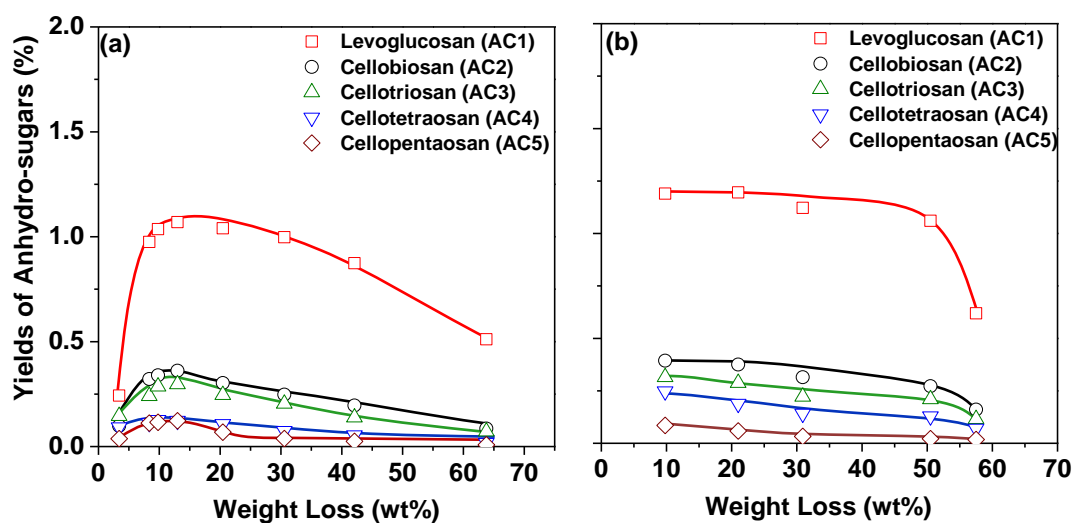 Yields of Anhydro-sugars (%)
2.0
1.5
1.0
0.5
0.0
(a)
Levoglucosan (AC1)
Cellobiosan (AC2)
Cellotriosan (AC3)
Cellotetraosan (AC4)
Cellopentaosan (AC5)
0 10 20 30 40 50 60 70
Weight Loss (wt%)
(b)
Levoglucosan (AC1)
Cellobiosan (AC2)
Cellotriosan (AC3)
Cellotetraosan (AC4)
Cellopentaosan (AC5)
0 10 20 30 40 50 60 70
Weight Loss (wt%)